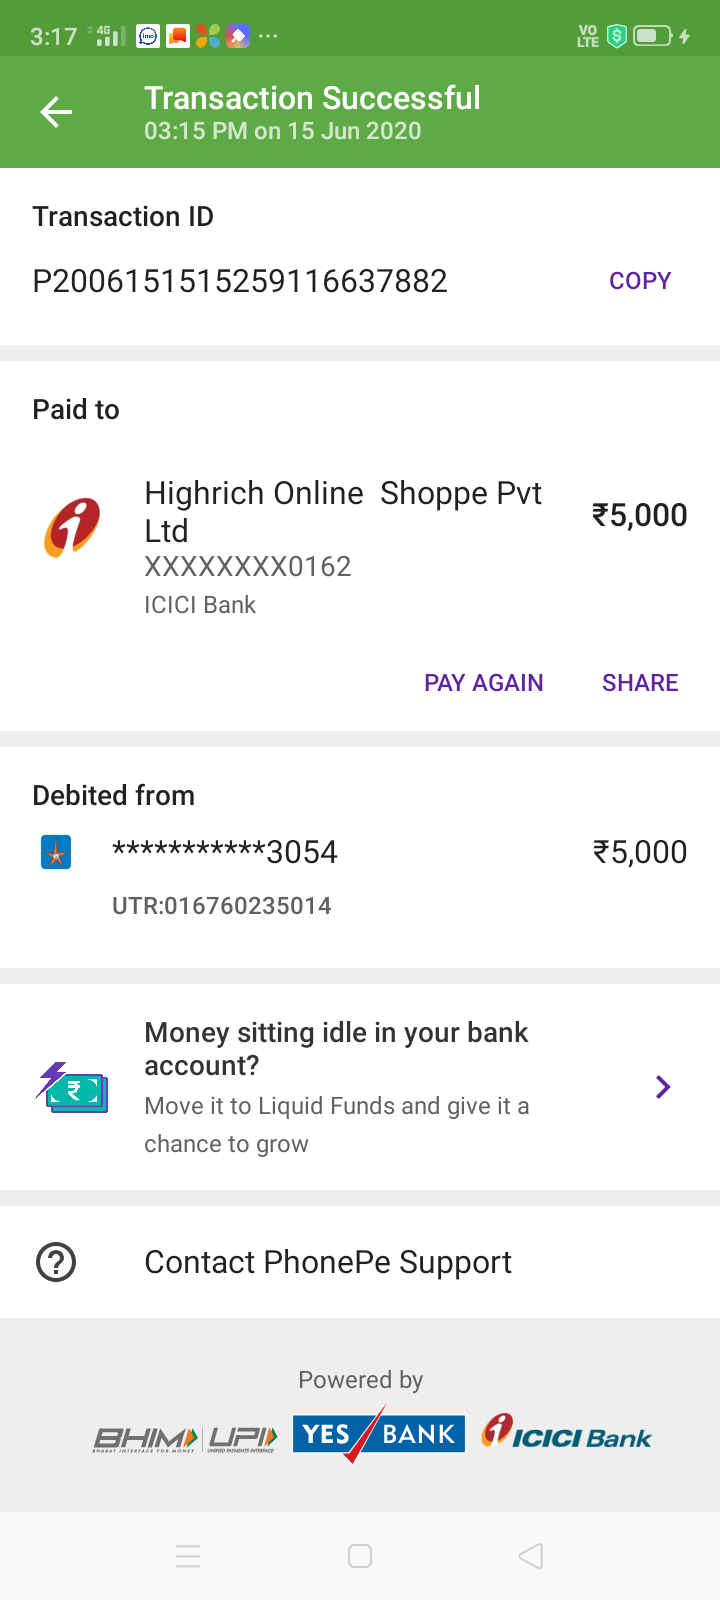 3:17 4G imo VO LTE
Transaction Successful
03:15 PM on 15 Jun 2020
Transaction ID
P2006151515259116637882 COPY
Paid to
Highrich Online  Shoppe Pvt
Ltd
₹5,000
XXXXXXXX0162
ICICI Bank
PAY AGAIN SHARE
Debited from
***********3054 ₹5,000
UTR:016760235014
Money sitting idle in your bank
account?
Move it to Liquid Funds and give it a
chance to grow
Contact PhonePe Support
Powered by
BHIM UPI YES BANK ICICI Bank
BHARAT INTERFACE FOR MONEY UNIFIED PAYMENTS INTERFACE